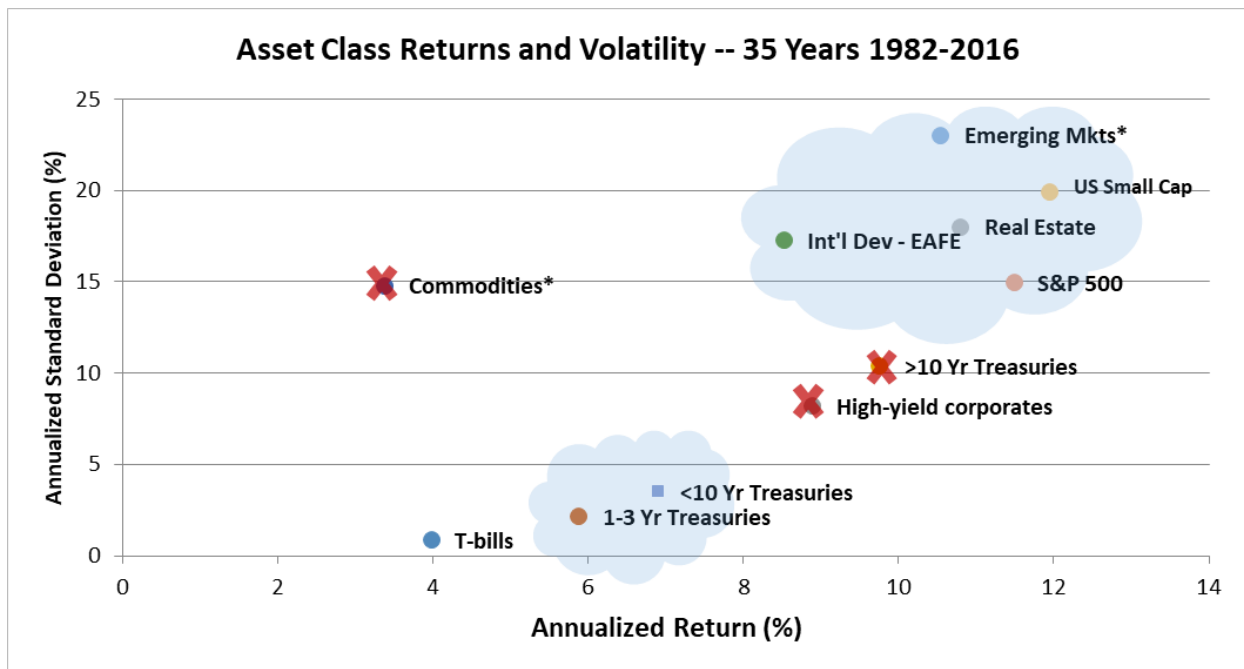 Asset Class Returns and Volatility -- 35 Years 1982-2016
Annualized Standard Deviation (%)
25
20
15
10
5
0
Emerging Mkts*
US Small Cap
Real Estate
Int'l Dev - EAFE
Commodities*
S&P 500
>10 Yr Treasuries
High-yield corporates
<10 Yr Treasuries
1-3 Yr Treasuries
T-bills
0 2 4 6 8 10 12 14
Annualized Return (%)